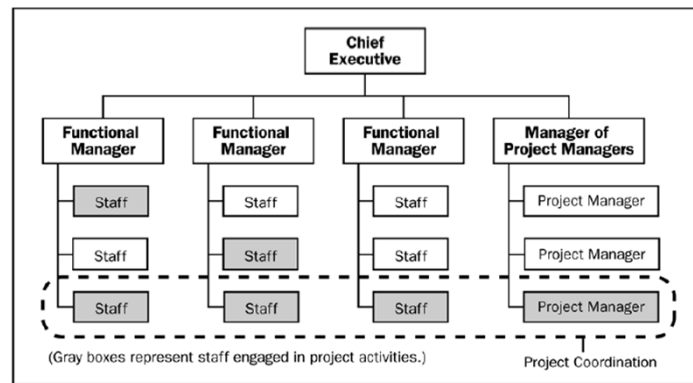 Chief
Executive
Functional
Manager
Functional
Manager
Functional
Manager
Manager of
Project Managers
Staff
Staff
Staff
Project Manager
Staff
Staff
Staff
Project Manager
Staff
Staff
Staff
Project Manager
(Gray boxes represent staff engaged in project activities.)
Project Coordination